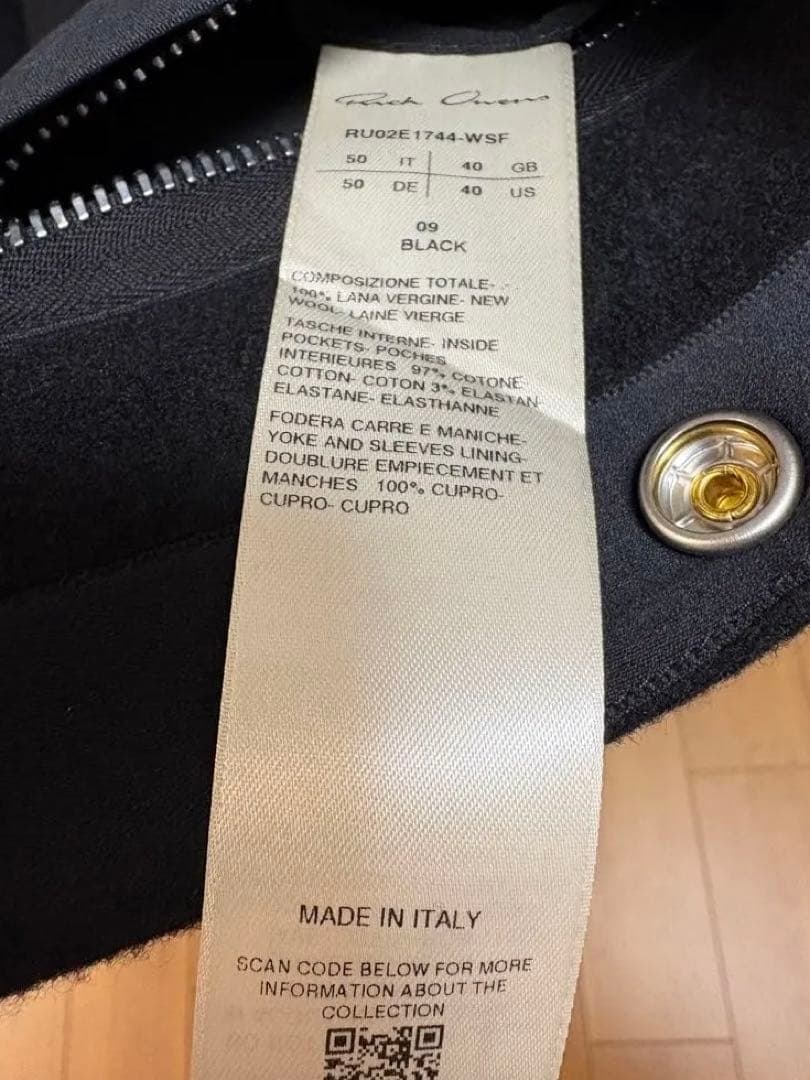 Rick Owens
RU02E1744-WSF
50 IT 40 GB
50 DE 40 US
09
BLACK
COMPOSIZIONE TOTALE- -
100% LANA VERGINE- NEW
WOOL- LAINE VIERGE
TASCHE INTERNE- INSIDE
POCKETS- POCHES
INTERIEURES 97% COTONE-
COTTON- COTON 3% ELASTAN-
ELASTANE- ELASTHANNE
FODERA CARRE E MANICHE-
YOKE AND SLEEVES LINING-
DOUBLURE EMPIECEMENT ET
MANCHES 100% CUPRO-
CUPRO- CUPRO
MADE IN ITALY
SCAN CODE BELOW FOR MORE
INFORMATION ABOUT THE
COLLECTION